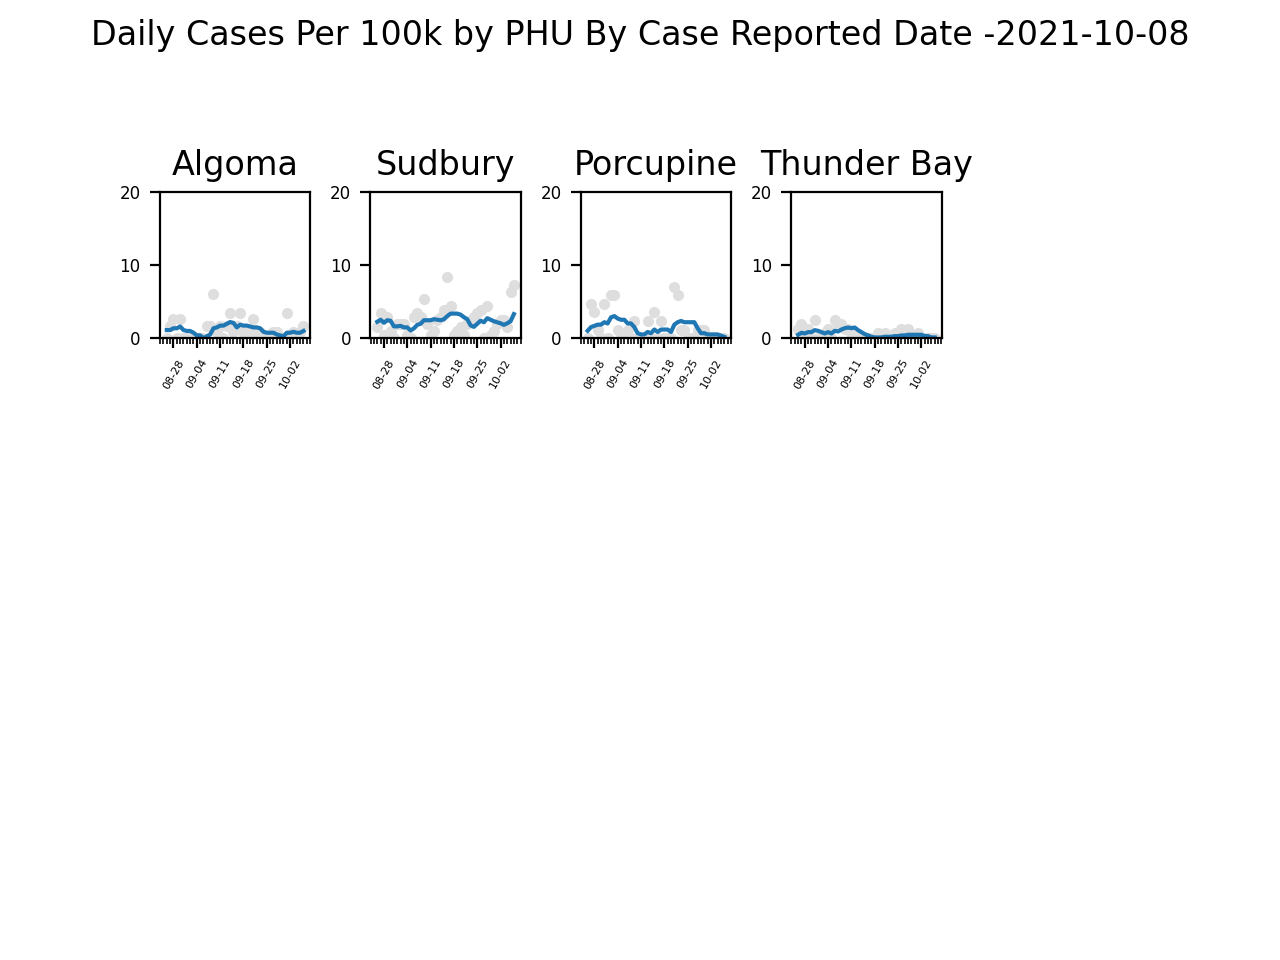 Daily Cases Per 100k by PHU By Case Reported Date -2021-10-08
Algoma Sudbury Porcupine Thunder Bay
20 20 20 20
10 10 10 10
0 0 0 0
08-28 09-04 09-11 09-18 09-25 10-02 08-28 09-04 09-11 09-18 09-25 10-02 08-28 09-04 09-11 09-18 09-25 10-02 08-28 09-04 09-11 09-18 09-25 10-02